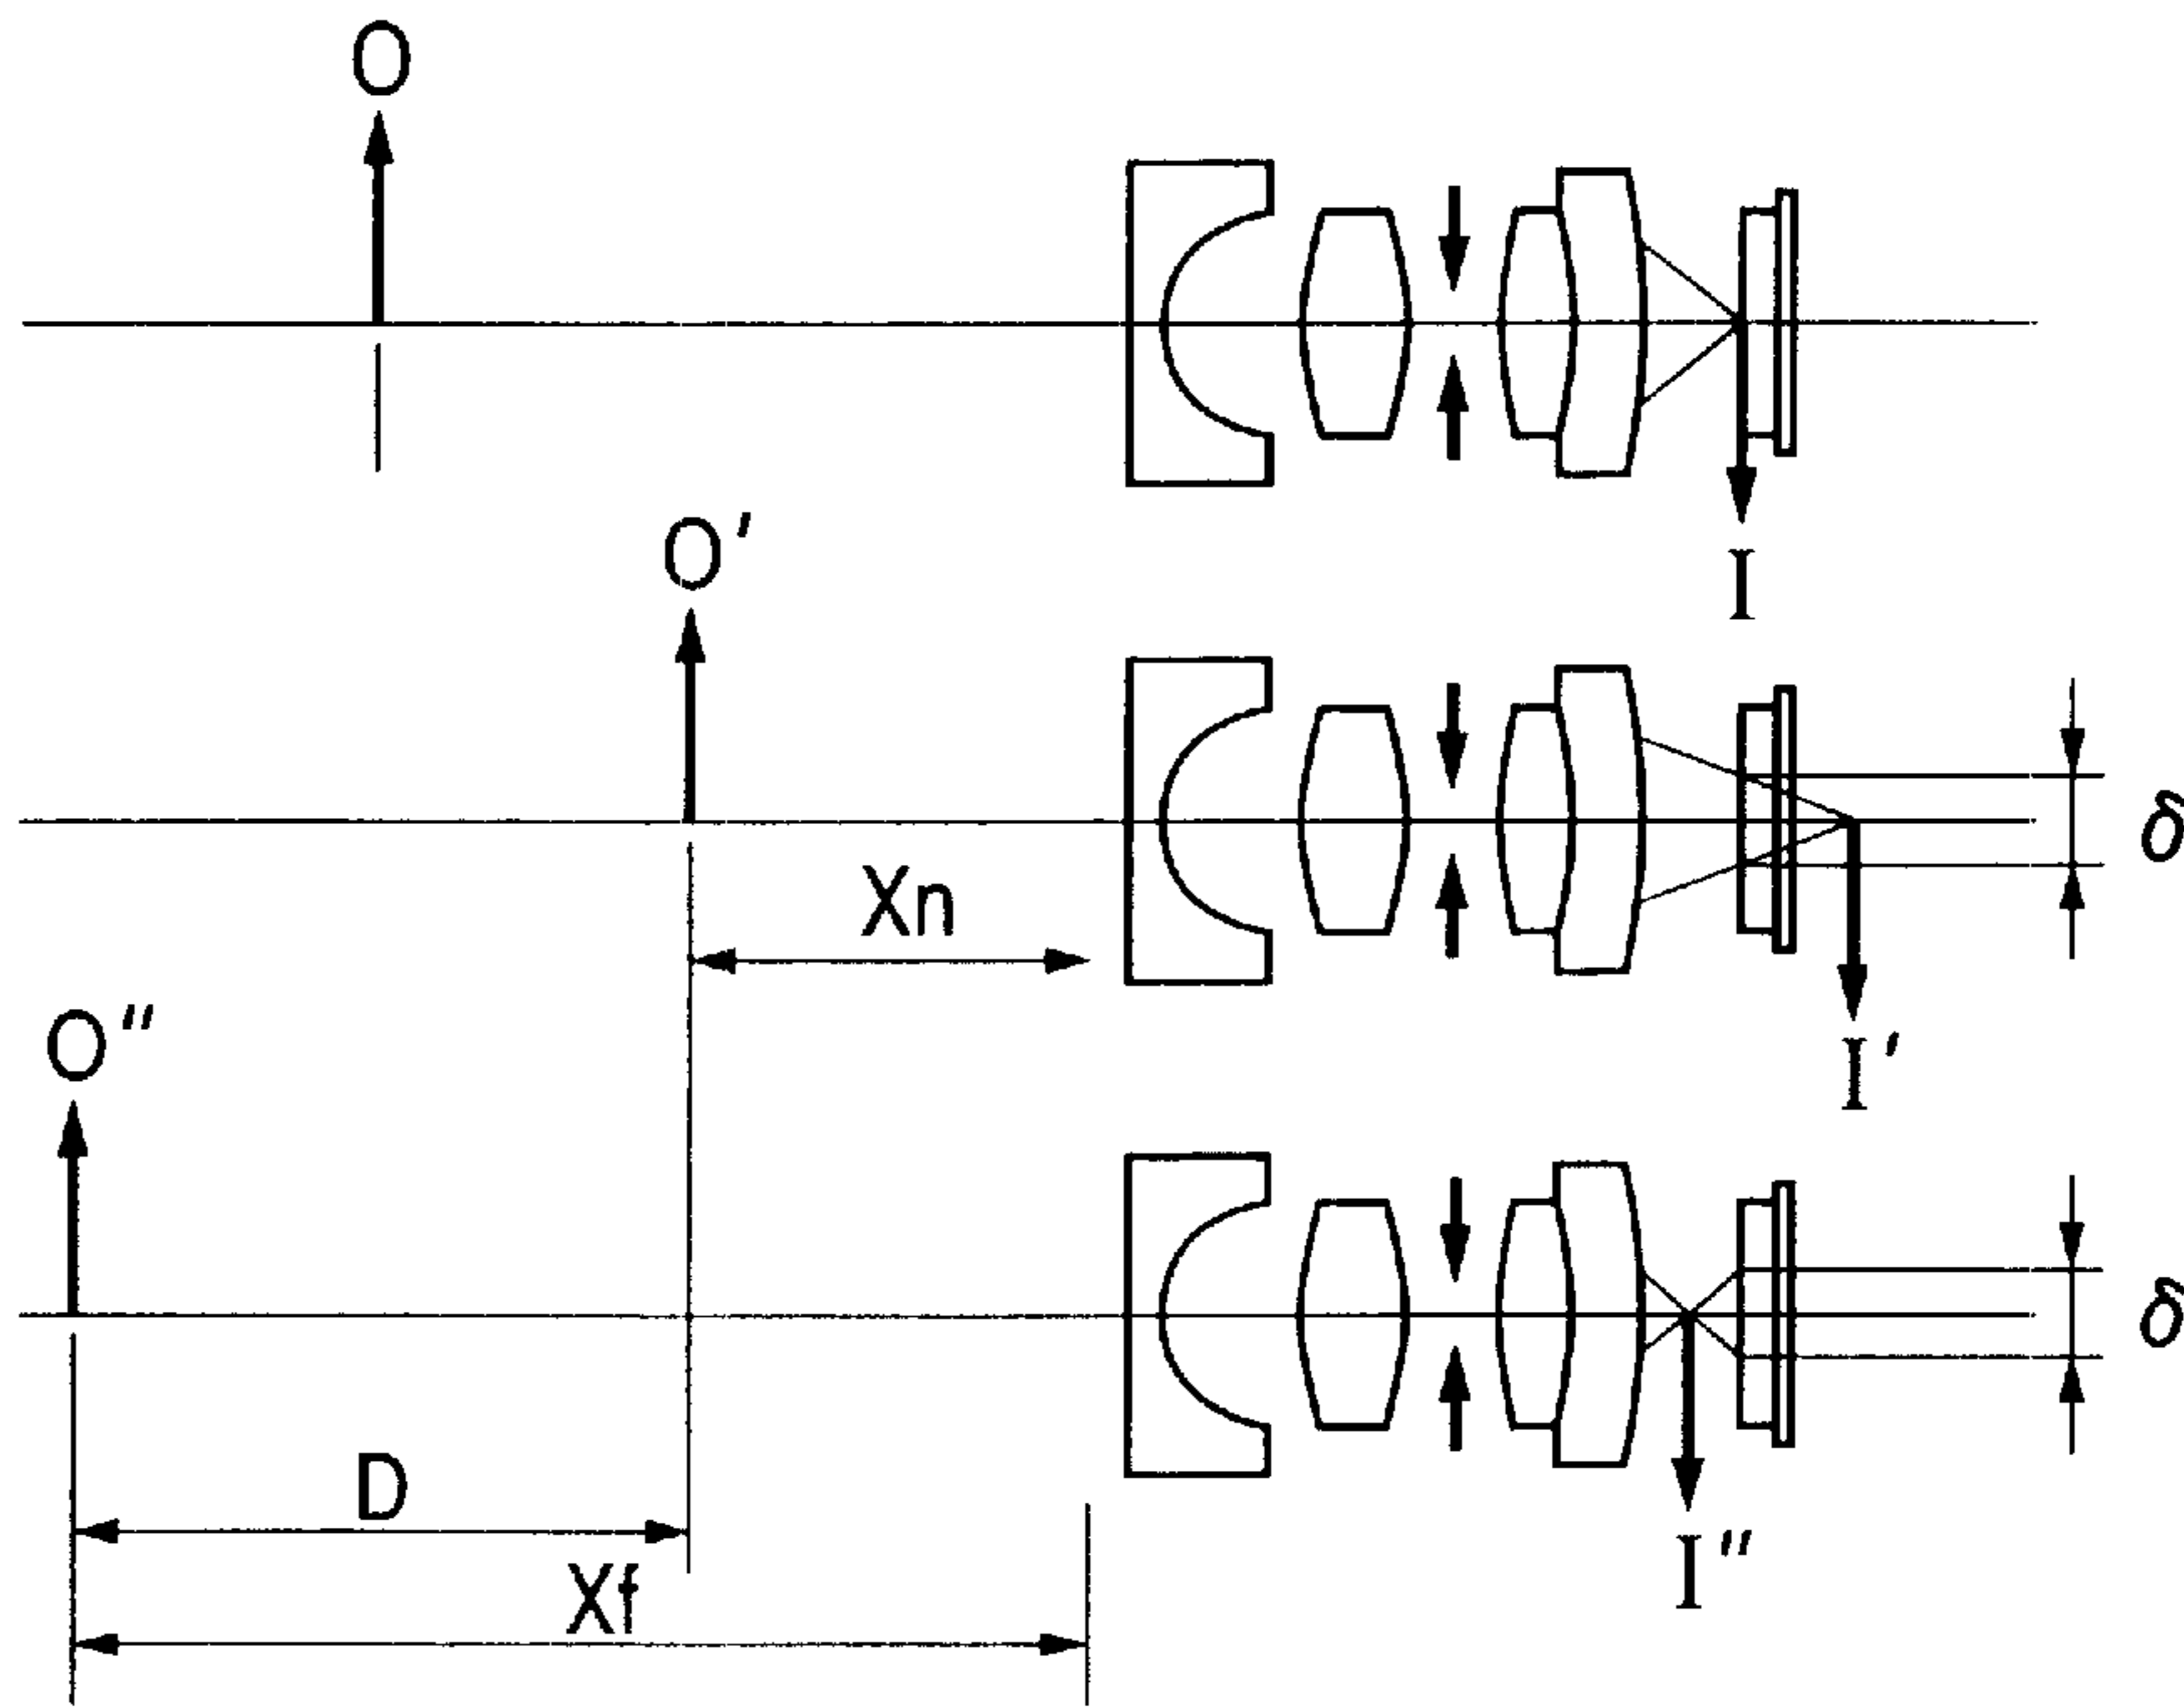 O
O′
I
δ
Xn
O″
I′
δ
D
Xf
I″